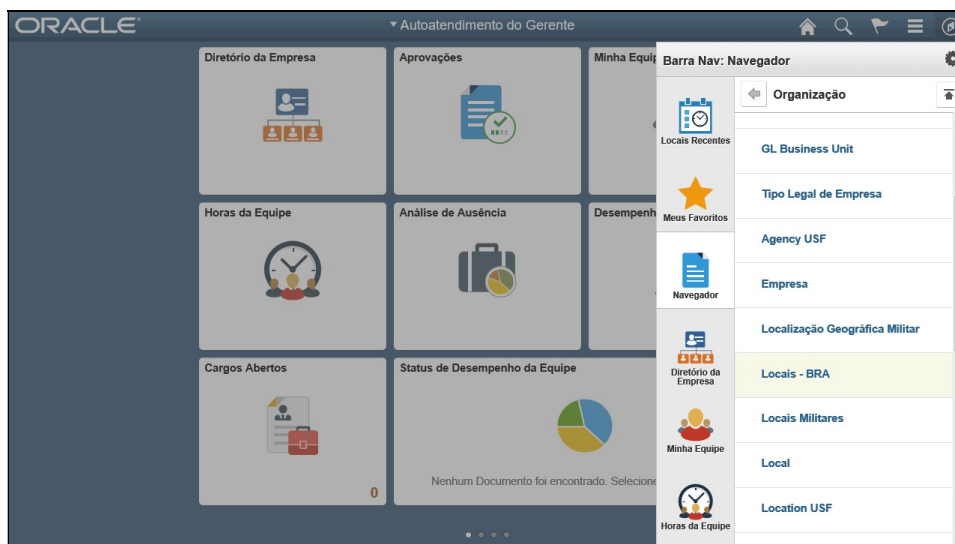 ORACLE
Autoatendimento do Gerente
Diretório da Empresa
Aprovações
Minha Equip
Horas da Equipe
Análise de Ausência
Desempenh
Cargos Abertos
0
Status de Desempenho da Equipe
Nenhum Documento foi encontrado. Selecione
Barra Nav: Navegador
Locais Recentes
Meus Favoritos
Navegador
Diretório da
Empresa
Minha Equipe
Horas da Equipe
Organização
GL Business Unit
Tipo Legal de Empresa
Agency USF
Empresa
Localização Geográfica Militar
Locais - BRA
Locais Militares
Local
Location USF